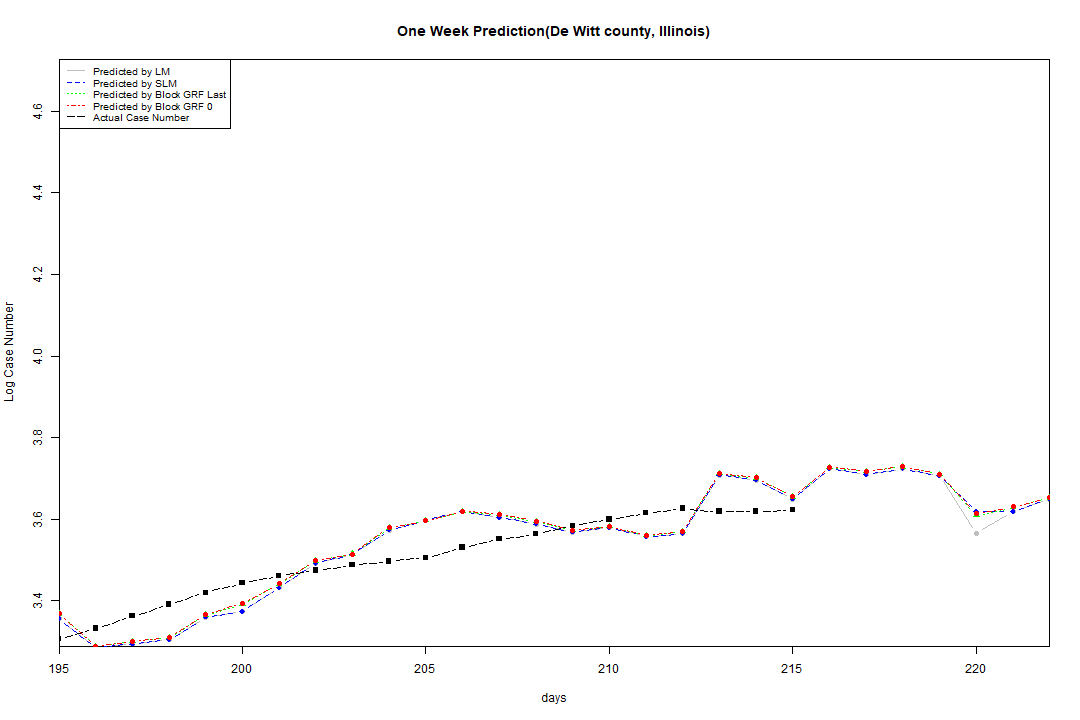 One Week Prediction(De Witt county, Illinois)
Predicted by LM
Predicted by SLM
Predicted by Block GRF Last
Predicted by Block GRF 0
Actual Case Number
4.6
4.4
4.2
4.0
3.8
3.6
3.4
Log Case Number
195 200 205 210 215 220
days